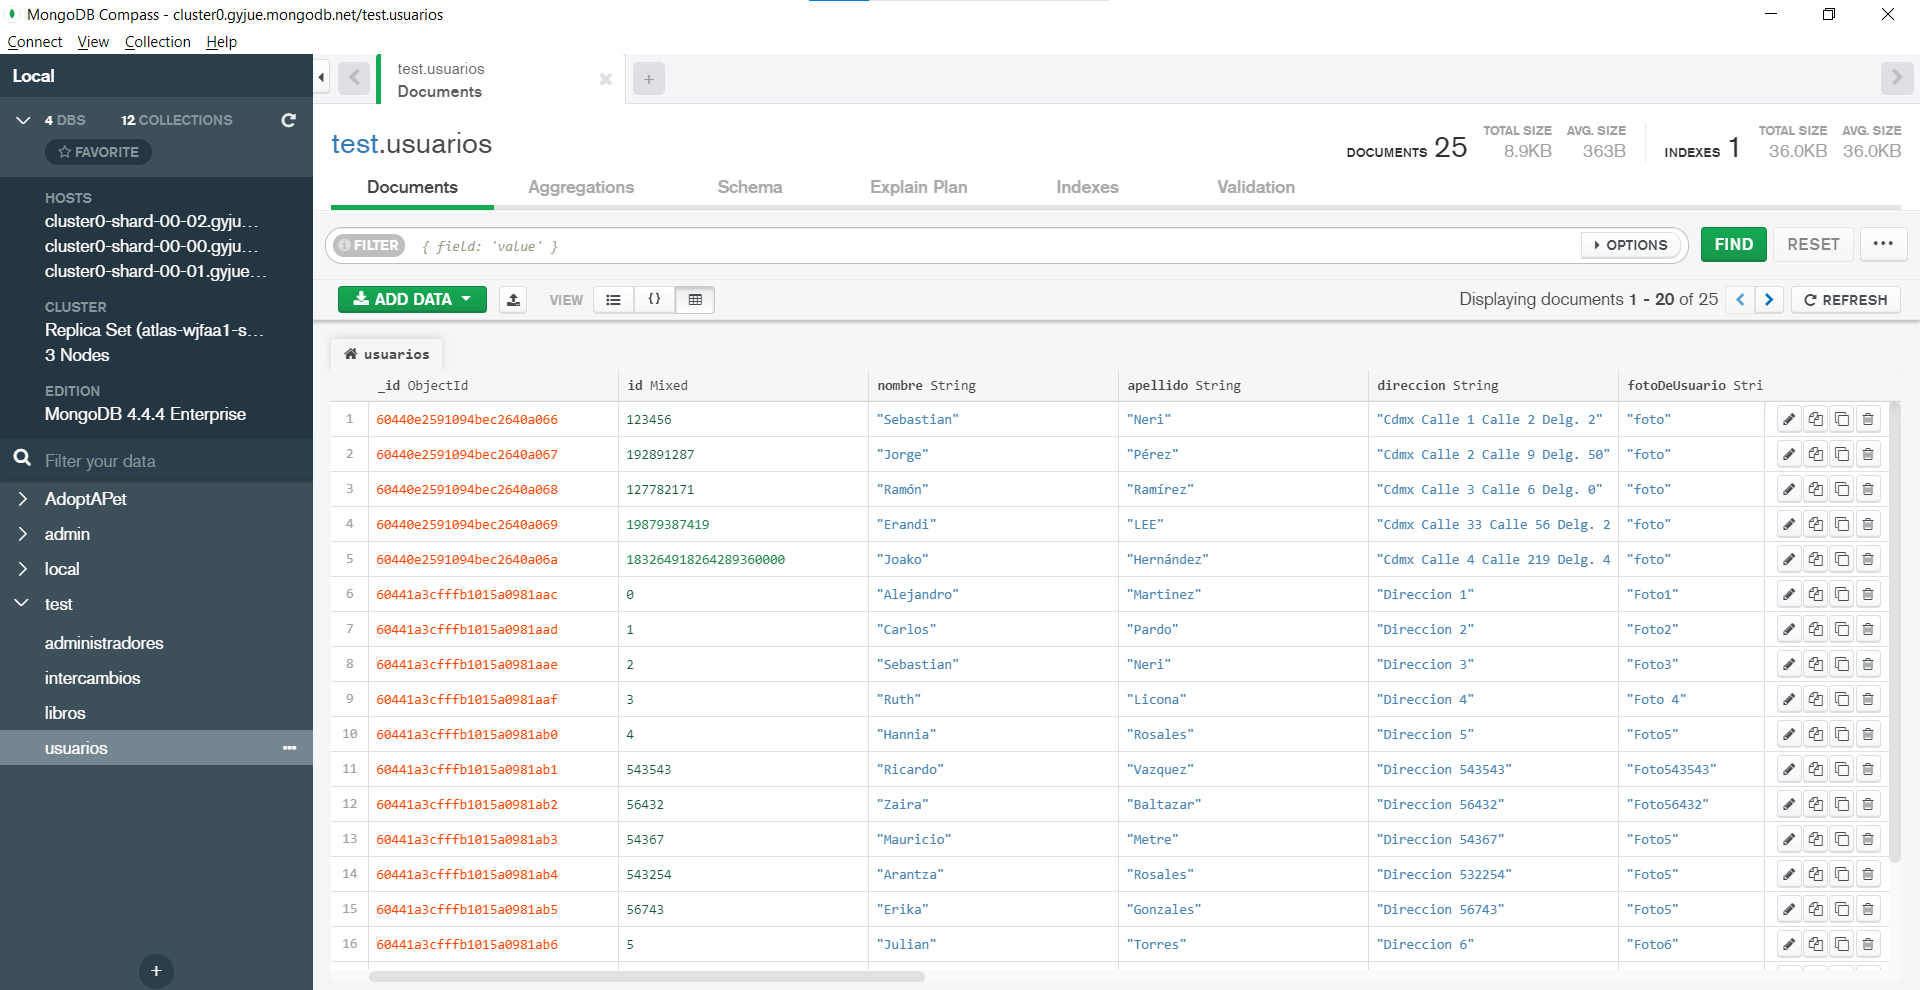 MongoDB Compass - cluster0.gyjue.mongodb.net/test.usuarios
Connect View Collection Help
Local
4 DBS 12 COLLECTIONS
FAVORITE
HOSTS
cluster0-shard-00-02.gyju...
cluster0-shard-00-00.gyju...
cluster0-shard-00-01.gyjue...
CLUSTER
Replica Set (atlas-wjfaa1-s...
3 Nodes
EDITION
MongoDB 4.4.4 Enterprise
Filter your data
AdoptAPet
admin
local
test
administradores
intercambios
libros
usuarios
test.usuarios
Documents
test.usuarios
DOCUMENTS 25 TOTAL SIZE 8.9KB AVG. SIZE 363B INDEXES 1 TOTAL SIZE 36.0KB AVG. SIZE 36.0KB
Documents Aggregations Schema Explain Plan Indexes Validation
FILTER { field: 'value' } OPTIONS FIND RESET
ADD DATA VIEW { } Displaying documents 1 - 20 of 25 REFRESH
usuarios
_id ObjectId id Mixed nombre String apellido String direccion String fotoDeUsuario Stri
1 60440e2591094bec2640a066 123456 "Sebastian" "Neri" "Cdmx Calle 1 Calle 2 Delg. 2" "foto"
2 60440e2591094bec2640a067 192891287 "Jorge" "Pérez" "Cdmx Calle 2 Calle 9 Delg. 50" "foto"
3 60440e2591094bec2640a068 127782171 "Ramón" "Ramírez" "Cdmx Calle 3 Calle 6 Delg. 0" "foto"
4 60440e2591094bec2640a069 19879387419 "Erandi" "LEE" "Cdmx Calle 33 Calle 56 Delg. 2 "foto"
5 60440e2591094bec2640a06a 183264918264289360000 "Joako" "Hernández" "Cdmx Calle 4 Calle 219 Delg. 4 "foto"
6 60441a3cfffb1015a0981aac 0 "Alejandro" "Martinez" "Direccion 1" "Foto1"
7 60441a3cfffb1015a0981aad 1 "Carlos" "Pardo" "Direccion 2" "Foto2"
8 60441a3cfffb1015a0981aae 2 "Sebastian" "Neri" "Direccion 3" "Foto3"
9 60441a3cfffb1015a0981aaf 3 "Ruth" "Licona" "Direccion 4" "Foto 4"
10 60441a3cfffb1015a0981ab0 4 "Hannia" "Rosales" "Direccion 5" "Foto5"
11 60441a3cfffb1015a0981ab1 543543 "Ricardo" "Vazquez" "Direccion 543543" "Foto543543"
12 60441a3cfffb1015a0981ab2 56432 "Zaira" "Baltazar" "Direccion 56432" "Foto56432"
13 60441a3cfffb1015a0981ab3 54367 "Mauricio" "Metre" "Direccion 54367" "Foto5"
14 60441a3cfffb1015a0981ab4 543254 "Arantza" "Rosales" "Direccion 532254" "Foto5"
15 60441a3cfffb1015a0981ab5 56743 "Erika" "Gonzales" "Direccion 56743" "Foto5"
16 60441a3cfffb1015a0981ab6 5 "Julian" "Torres" "Direccion 6" "Foto6"